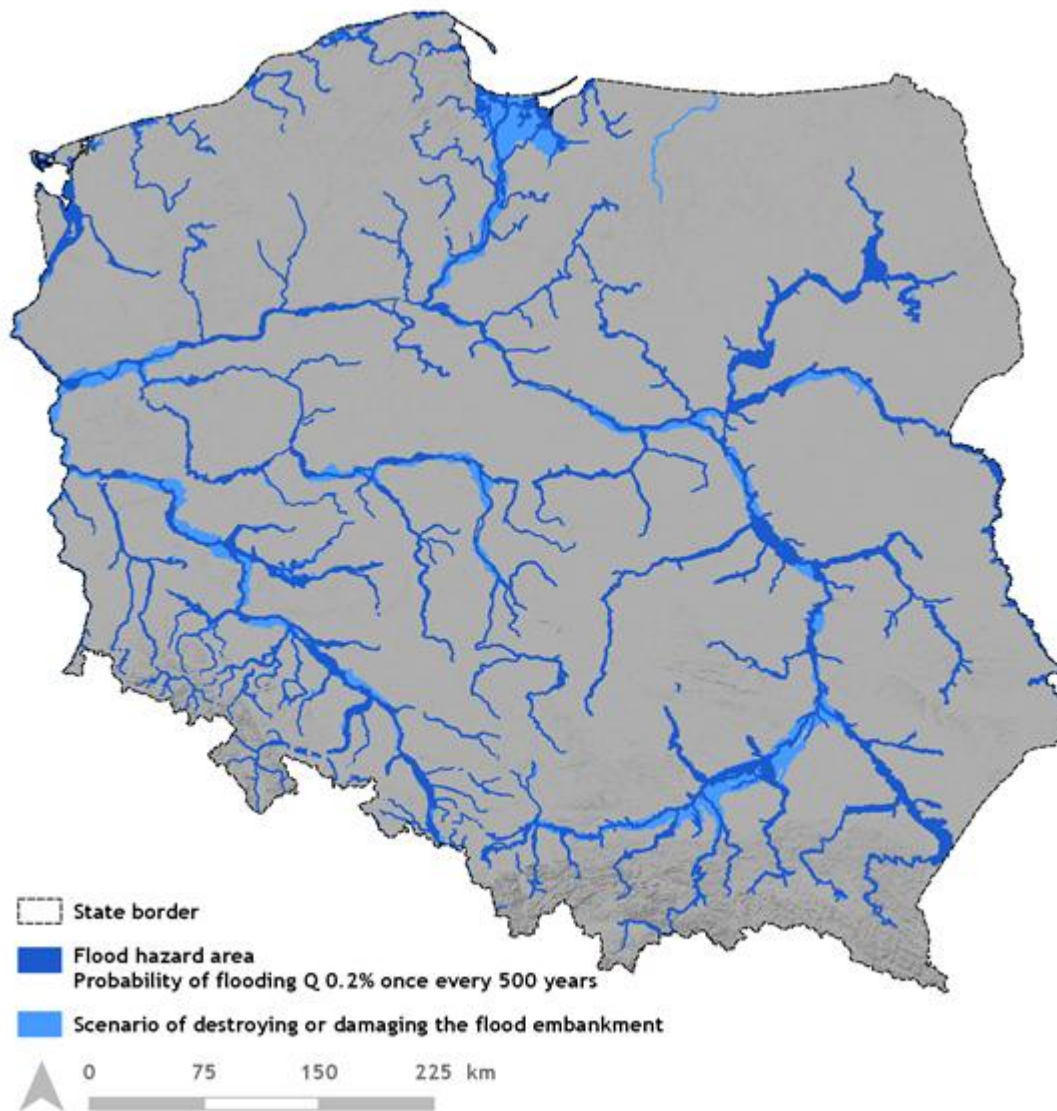 State border
Flood hazard area
Probability of flooding Q 0.2% once every 500 years
Scenario of destroying or damaging the flood embankment
0 75 150 225 km